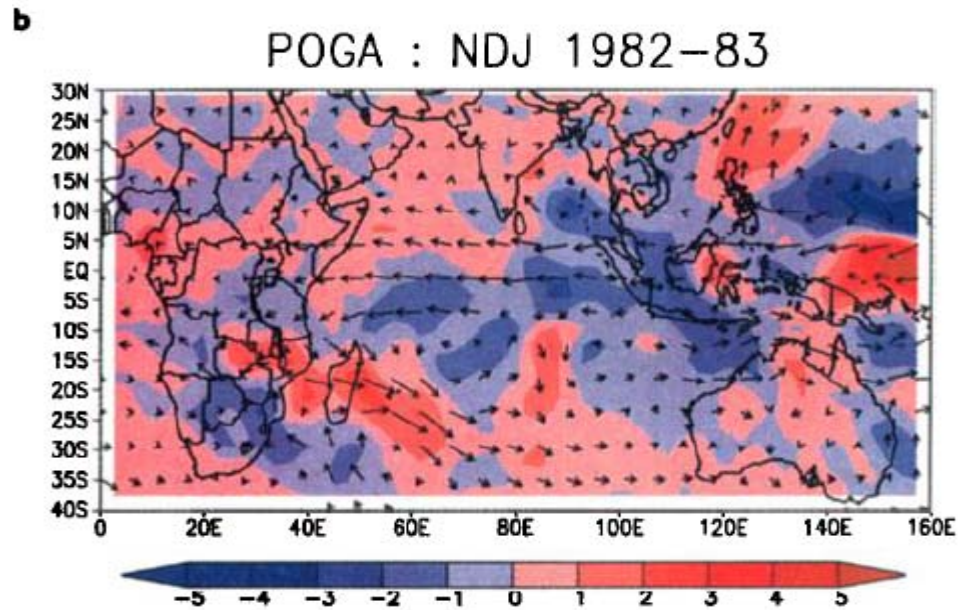 b
POGA : NDJ 1982-83
30N
25N
20N
15N
10N
5N
EQ
5S
10S
15S
20S
25S
30S
35S
40S
0 20E 40E 60E 80E 100E 120E 140E 160E
-5 -4 -3 -2 -1 0 1 2 3 4 5